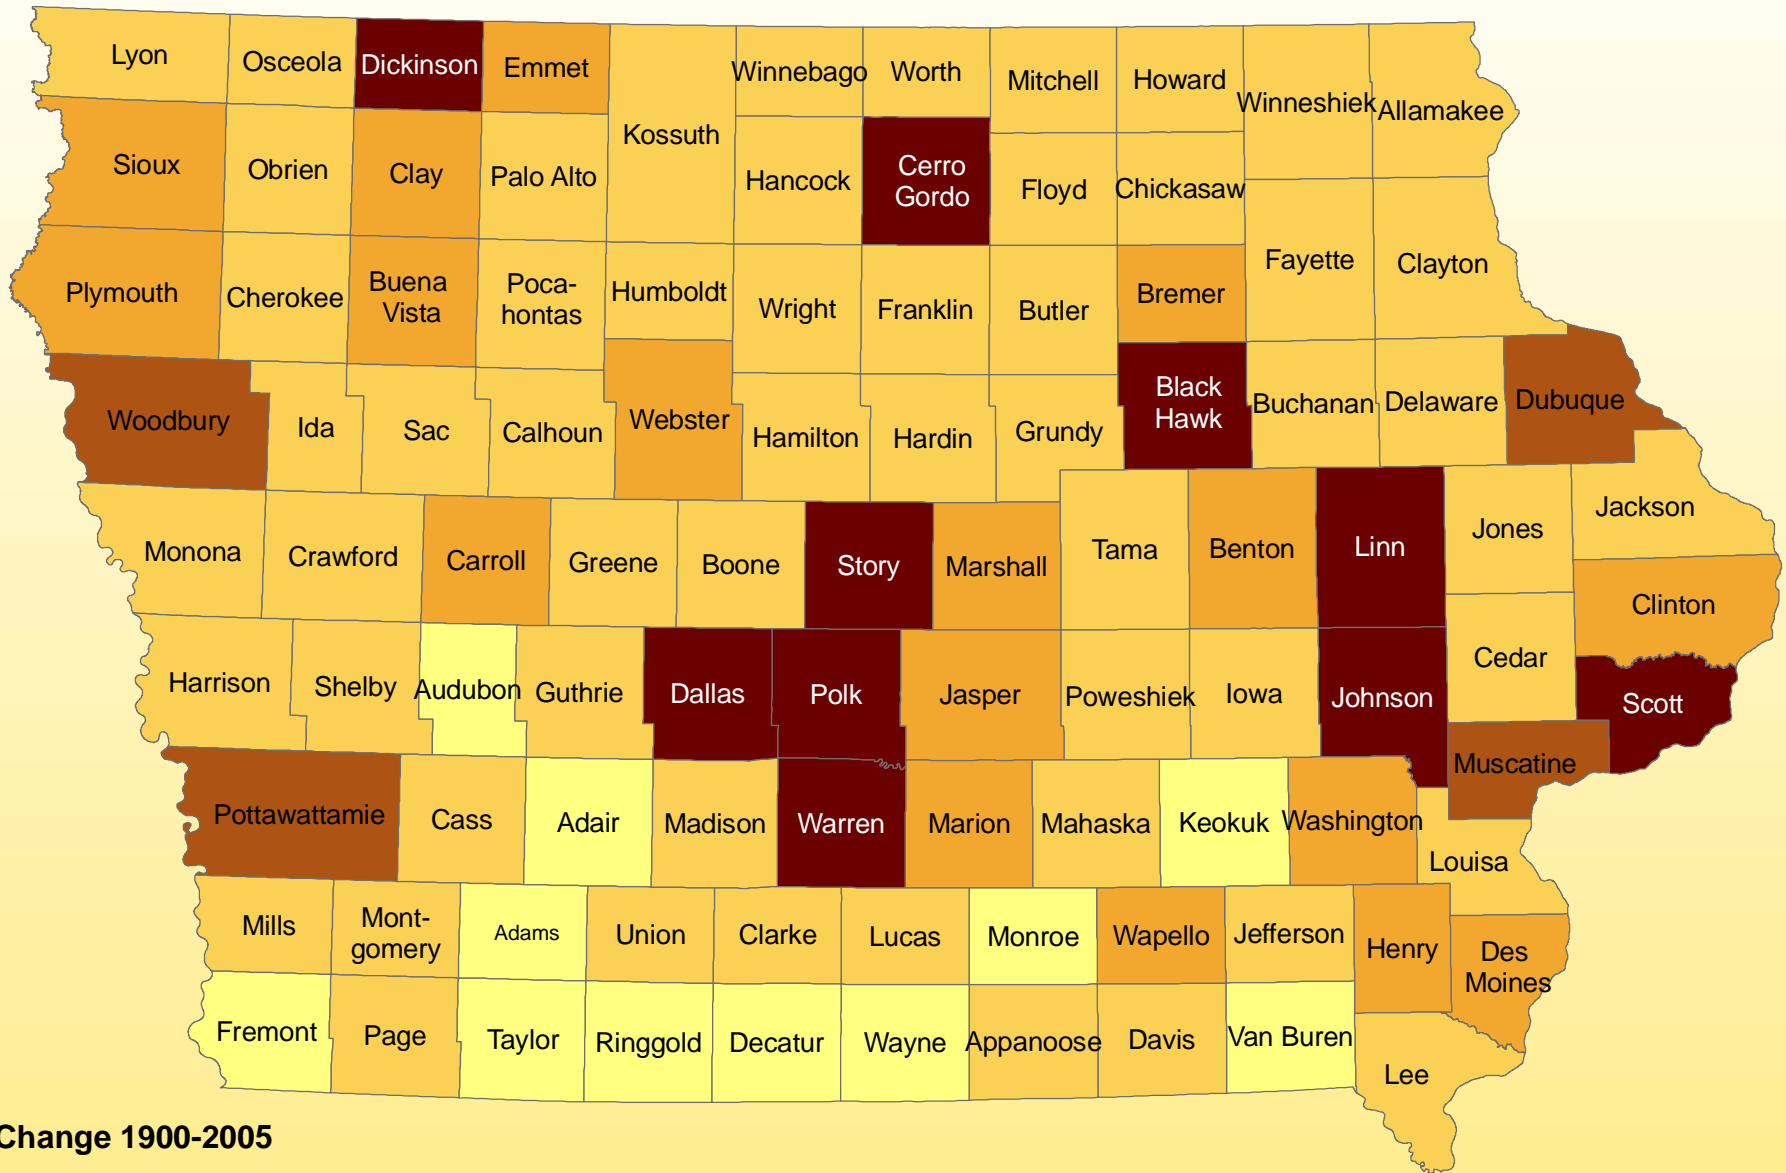 Lyon
Osceola
Dickinson
Emmet
Winnebago
Worth
Mitchell
Howard
Winneshiek
Allamakee
Kossuth
Sioux
Obrien
Clay
Palo Alto
Hancock
Cerro
Gordo
Floyd
Chickasaw
Plymouth
Cherokee
Buena
Vista
Poca-
hontas
Humboldt
Wright
Franklin
Butler
Bremer
Fayette
Clayton
Woodbury
Ida
Sac
Calhoun
Webster
Hamilton
Hardin
Grundy
Black
Hawk
Buchanan
Delaware
Dubuque
Monona
Crawford
Carroll
Greene
Boone
Story
Marshall
Tama
Benton
Linn
Jones
Jackson
Clinton
Harrison
Shelby
Audubon
Guthrie
Dallas
Polk
Jasper
Poweshiek
Iowa
Johnson
Cedar
Scott
Muscatine
Pottawattamie
Cass
Adair
Madison
Warren
Marion
Mahaska
Keokuk
Washington
Louisa
Mills
Mont-
gomery
Adams
Union
Clarke
Lucas
Monroe
Wapello
Jefferson
Henry
Des
Moines
Fremont
Page
Taylor
Ringgold
Decatur
Wayne
Appanoose
Davis
Van Buren
Lee
Change 1900-2005